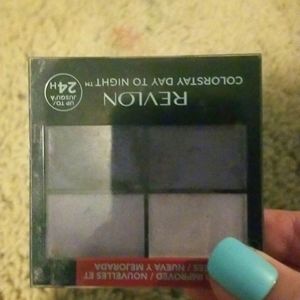 IMPROVED / NOUVELLES ET
/ NUEVA Y MEJORADA
REVLON
COLORSTAY DAY TO NIGHT™
UP TO/
JUSQU'À
24H